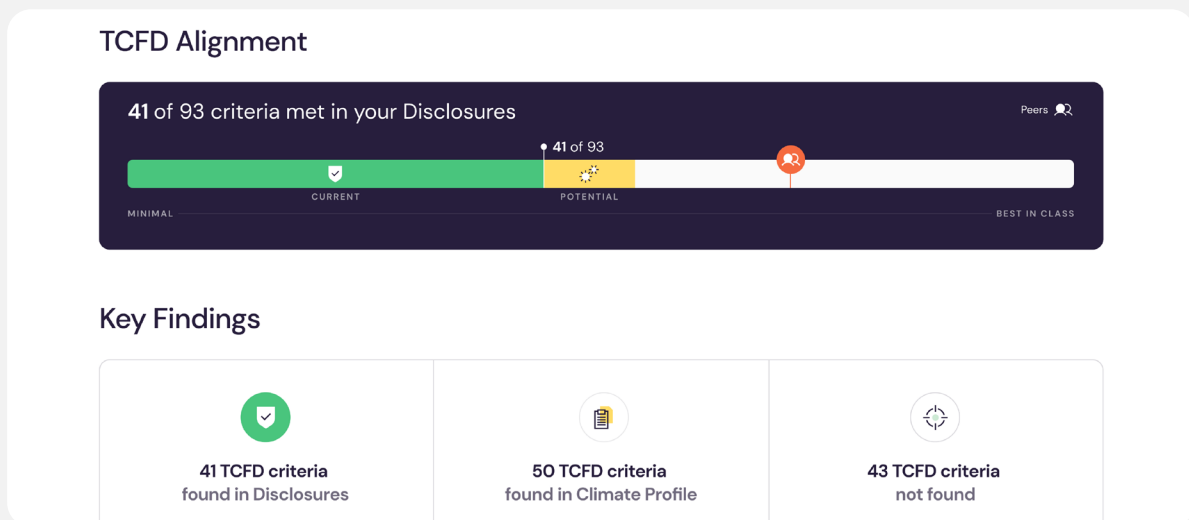 TCFD Alignment
41 of 93 criteria met in your Disclosures
Peers
41 of 93
CURRENT
POTENTIAL
MINIMAL
BEST IN CLASS
Key Findings
41 TCFD criteria
found in Disclosures
50 TCFD criteria
found in Climate Profile
43 TCFD criteria
not found